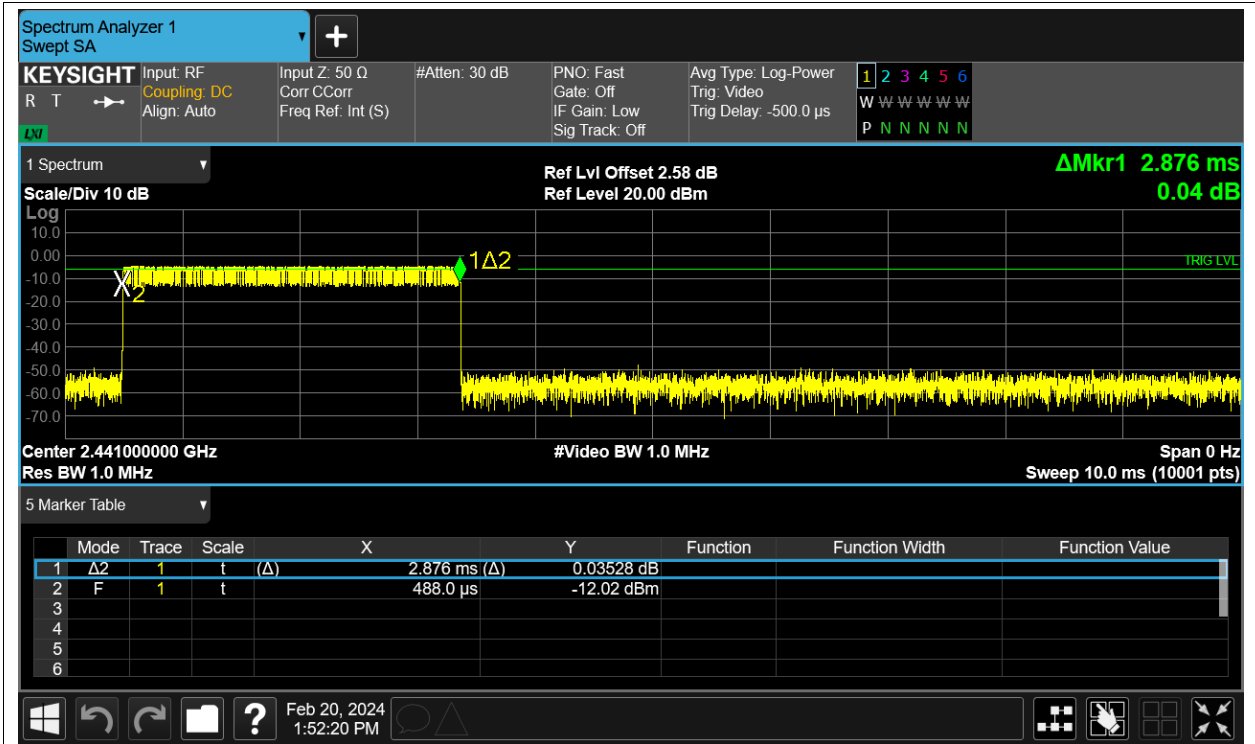 Spectrum Analyzer 1
Swept SA
KEYSIGHT Input: RF Input Z: 50 Ω #Atten: 30 dB PNO: Fast Avg Type: Log-Power 1 2 3 4 5 6
R T Coupling: DC Corr CCorr Gate: Off Trig: Video W W W W W W
Align: Auto Freq Ref: Int (S) IF Gain: Low Trig Delay: -500.0 µs
LXI Sig Track: Off P N N N N N
1 Spectrum Ref Lvl Offset 2.58 dB ΔMkr1 2.876 ms
Scale/Div 10 dB Ref Level 20.00 dBm 0.04 dB
Log
10.0
0.00 1Δ2 TRIG LVL
-10.0
X2
-20.0
-30.0
-40.0
-50.0
-60.0
-70.0
Center 2.441000000 GHz #Video BW 1.0 MHz Span 0 Hz
Res BW 1.0 MHz Sweep 10.0 ms (10001 pts)
5 Marker Table
Mode Trace Scale X Y Function Function Width Function Value
1 Δ2 1 t (Δ) 2.876 ms (Δ) 0.03528 dB
2 F 1 t 488.0 µs -12.02 dBm
3
4
5
6
? Feb 20, 2024
1:52:20 PM